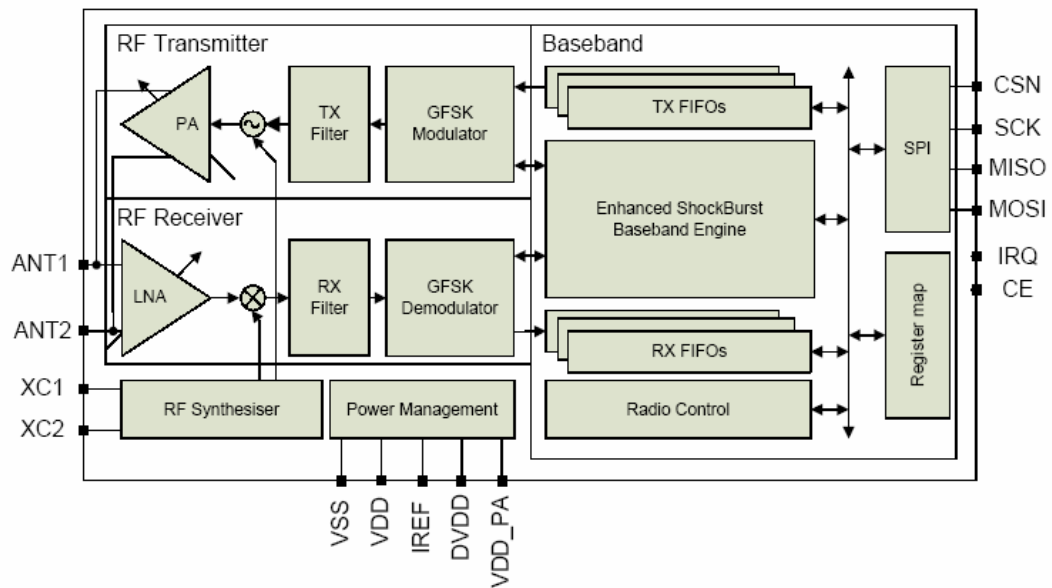 RF Transmitter
Baseband
PA
TX
Filter
GFSK
Modulator
TX FIFOs
SPI
CSN
SCK
MISO
MOSI
Enhanced ShockBurst
Baseband Engine
RF Receiver
ANT1
ANT2
LNA
RX
Filter
GFSK
Demodulator
RX FIFOs
Register map
IRQ
CE
XC1
XC2
RF Synthesiser
Power Management
Radio Control
VSS
VDD
IREF
DVDD
VDD_PA